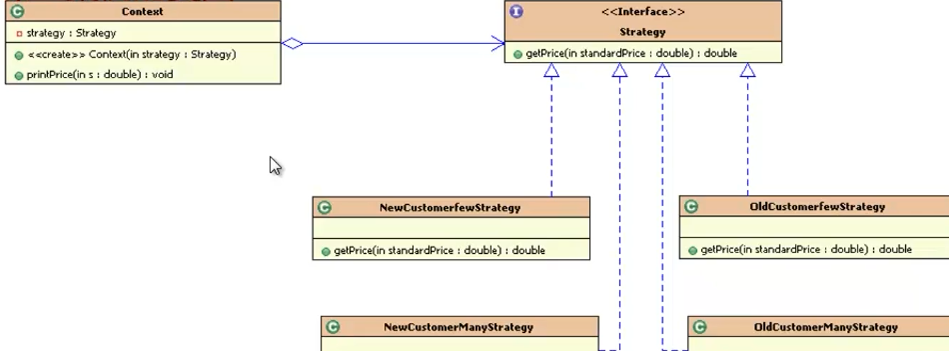 Context
strategy : Strategy
<<create>> Context(in strategy : Strategy)
printPrice(in s : double) : void
<<Interface>>
Strategy
getPrice(in standardPrice : double) : double
NewCustomerfewStrategy
getPrice(in standardPrice : double) : double
OldCustomerfewStrategy
getPrice(in standardPrice : double) : double
NewCustomerManyStrategy
OldCustomerManyStrategy